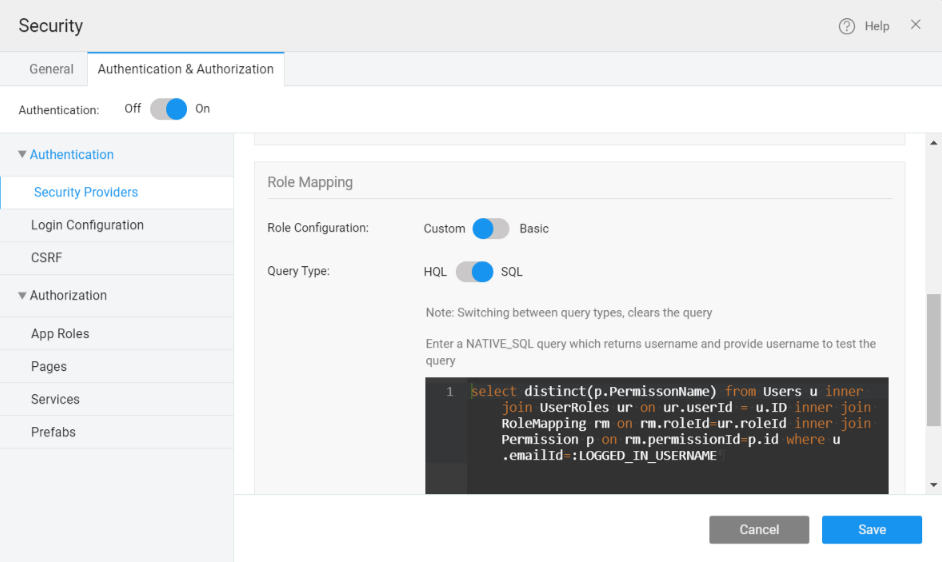 Security
Help
General
Authentication & Authorization
Authentication:
Off
On
Authentication
Security Providers
Login Configuration
CSRF
Authorization
App Roles
Pages
Services
Prefabs
Role Mapping
Role Configuration:
Custom
Basic
Query Type:
HQL
SQL
Note: Switching between query types, clears the query
Enter a NATIVE_SQL query which returns username and provide username to test the
query
1
select distinct(p.PermissonName) from Users u inner
join UserRoles ur on ur.userId = u.ID inner join
RoleMapping rm on rm.roleId=ur.roleId inner join
Permission p on rm.permissionId=p.id where u
.emailId=:LOGGED_IN_USERNAME
Cancel
Save